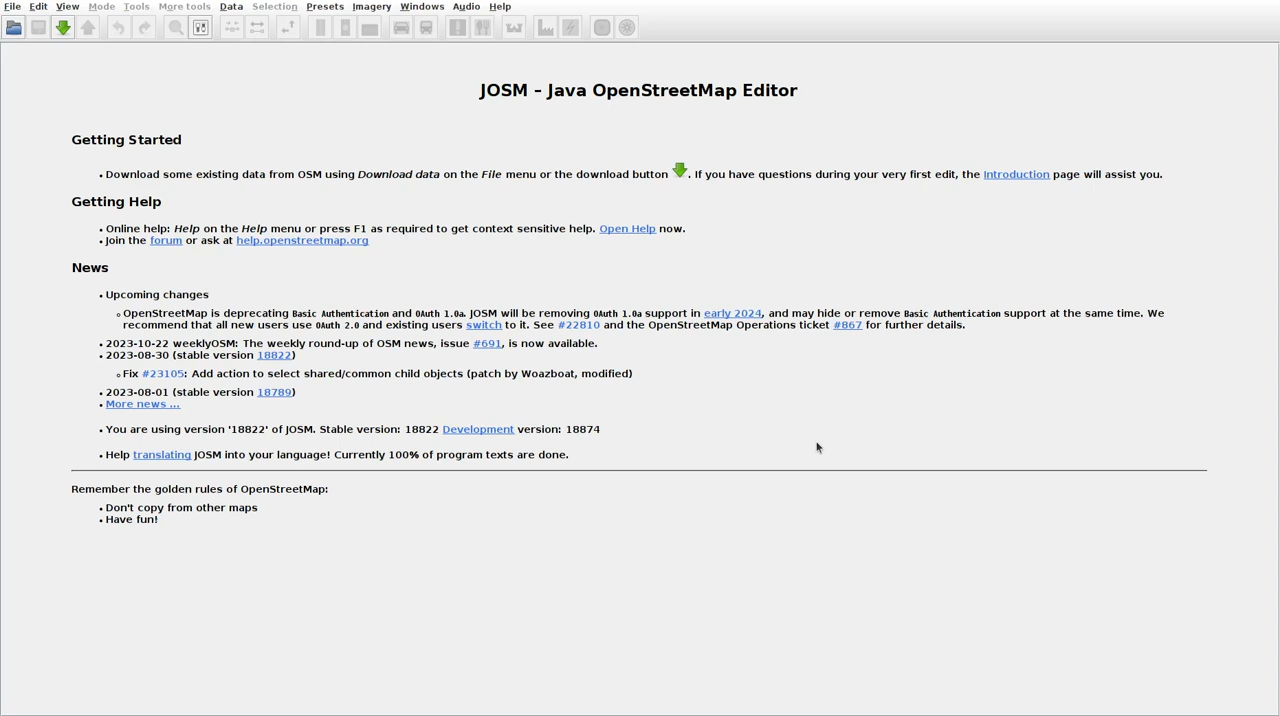 File Edit View Mode Tools More tools Data Selection Presets Imagery Windows Audio Help
JOSM – Java OpenStreetMap Editor
Getting Started
• Download some existing data from OSM using Download data on the File menu or the download button . If you have questions during your very first edit, the Introduction page will assist you.
Getting Help
• Online help: Help on the Help menu or press F1 as required to get context sensitive help. Open Help now.
• Join the forum or ask at help.openstreetmap.org
News
• Upcoming changes
◦ OpenStreetMap is deprecating Basic Authentication and OAuth 1.0a. JOSM will be removing OAuth 1.0a support in early 2024, and may hide or remove Basic Authentication support at the same time. We
recommend that all new users use OAuth 2.0 and existing users switch to it. See #22810 and the OpenStreetMap Operations ticket #867 for further details.
• 2023-10-22 weeklyOSM: The weekly round-up of OSM news, issue #691, is now available.
• 2023-08-30 (stable version 18822)
◦ Fix #23105: Add action to select shared/common child objects (patch by Woazboat, modified)
• 2023-08-01 (stable version 18789)
• More news ...
• You are using version '18822' of JOSM. Stable version: 18822 Development version: 18874
• Help translating JOSM into your language! Currently 100% of program texts are done.
Remember the golden rules of OpenStreetMap:
• Don't copy from other maps
• Have fun!